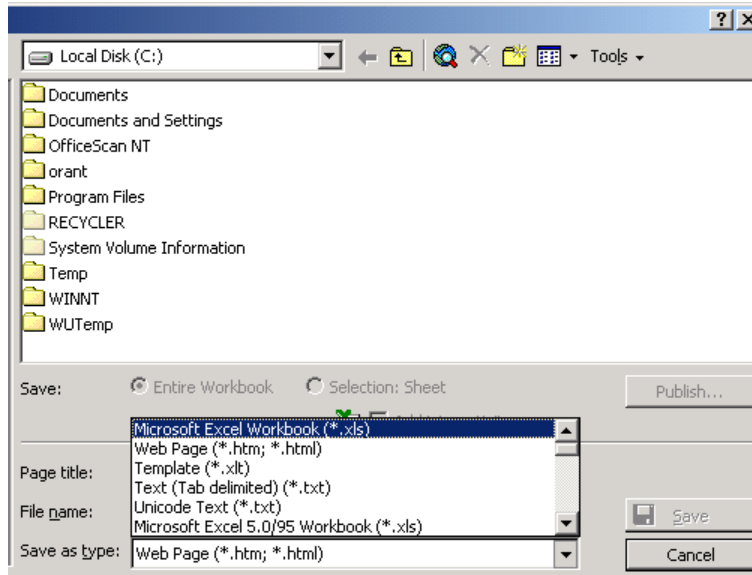 Local Disk (C:) Tools
Documents
Documents and Settings
OfficeScan NT
orant
Program Files
RECYCLER
System Volume Information
Temp
WINNT
WUTemp
Save: Entire Workbook Selection: Sheet Publish...
Microsoft Excel Workbook (*.xls)
Web Page (*.htm; *.html)
Page title: Template (*.xlt)
Text (Tab delimited) (*.txt)
File name: Unicode Text (*.txt) Save
Microsoft Excel 5.0/95 Workbook (*.xls)
Save as type: Web Page (*.htm; *.html) Cancel